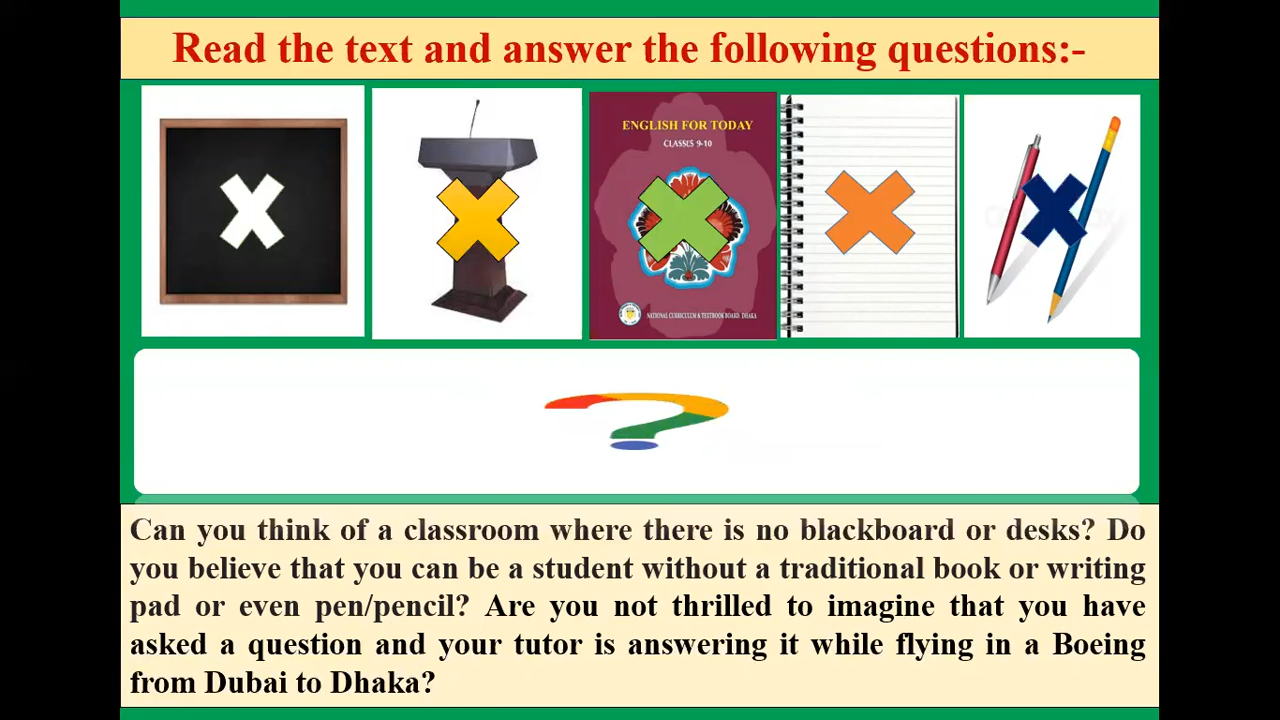 Read the text and answer the following questions:-
ENGLISH FOR TODAY
CLASSES 9-10
NATIONAL CURRICULUM & TEXTBOOK BOARD, DHAKA
Can you think of a classroom where there is no blackboard or desks? Do
you believe that you can be a student without a traditional book or writing
pad or even pen/pencil? Are you not thrilled to imagine that you have
asked a question and your tutor is answering it while flying in a Boeing
from Dubai to Dhaka?